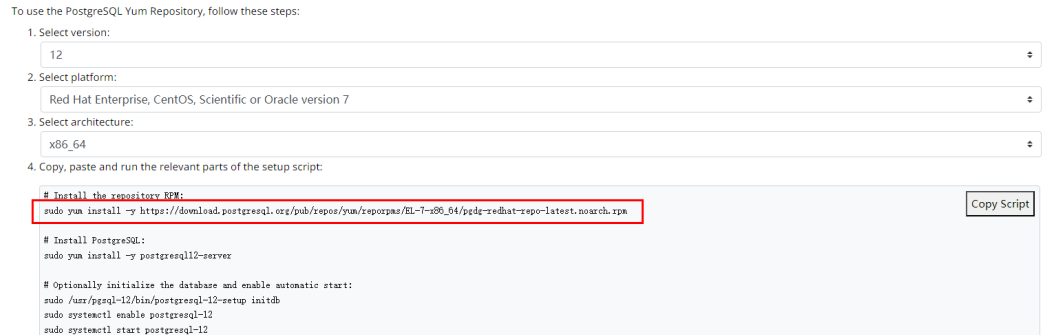 To use the PostgreSQL Yum Repository, follow these steps:
1. Select version:
12
2. Select platform:
Red Hat Enterprise, CentOS, Scientific or Oracle version 7
3. Select architecture:
x86_64
4. Copy, paste and run the relevant parts of the setup script:
# Install the repository RPM:
sudo yum install -y https://download.postgresql.org/pub/repos/yum/reporpms/EL-7-x86_64/pgdg-redhat-repo-latest.noarch.rpm
Copy Script
# Install PostgreSQL:
sudo yum install -y postgresql12-server
# Optionally initialize the database and enable automatic start:
sudo /usr/pgsql-12/bin/postgresql-12-setup initdb
sudo systemctl enable postgresql-12
sudo systemctl start postgresql-12